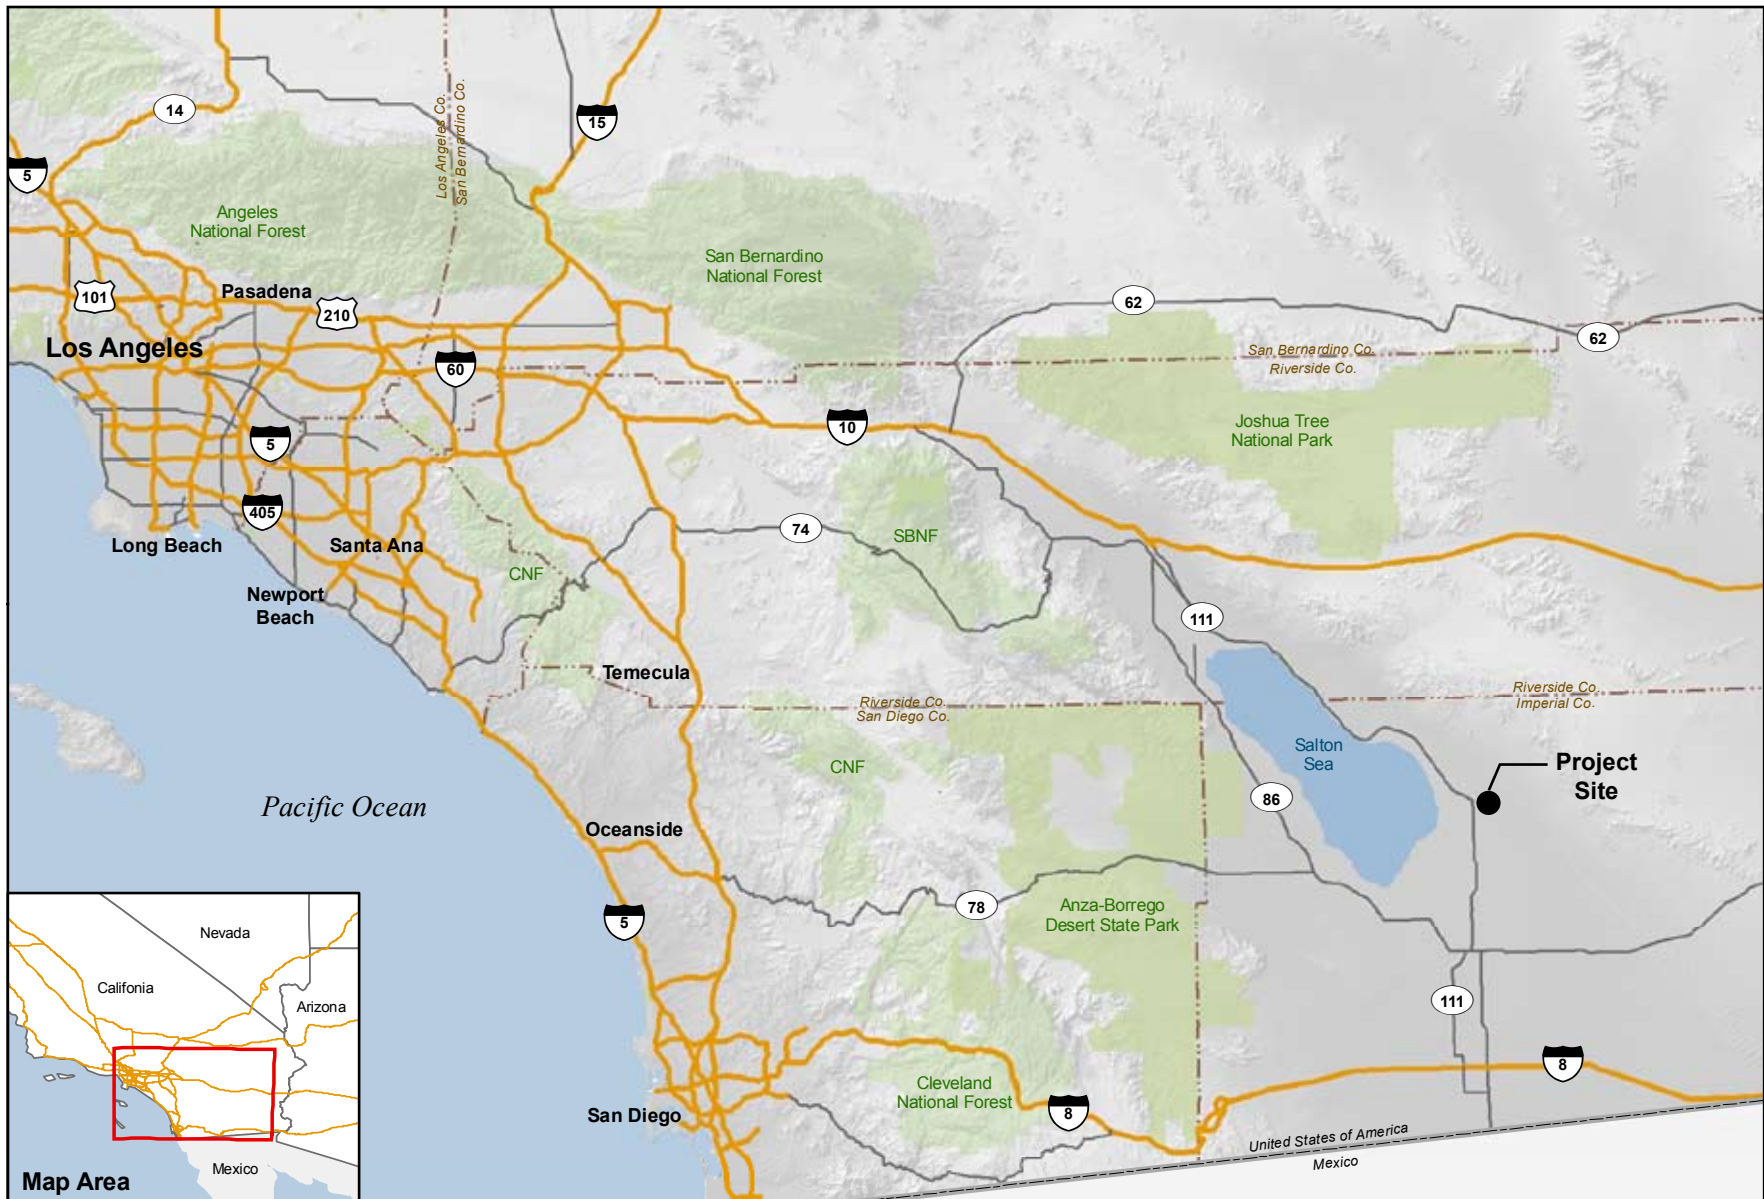 14
15
5
Los Angeles Co.
San Bernardino Co.
Angeles
National Forest
San Bernardino
National Forest
101
Pasadena
210
62
62
Los Angeles
60
San Bernardino Co.
Riverside Co.
10
5
Joshua Tree
National Park
405
74
SBNF
Long Beach
Santa Ana
CNF
Newport
Beach
111
Temecula
Riverside Co.
San Diego Co.
Riverside Co.
Imperial Co.
Salton
Sea
CNF
Project
Site
86
Pacific Ocean
Oceanside
78
Anza-Borrego
Desert State Park
5
111
8
Cleveland
National Forest
8
San Diego
United States of America
Mexico
Nevada
Califonia
Arizona
Mexico
Map Area